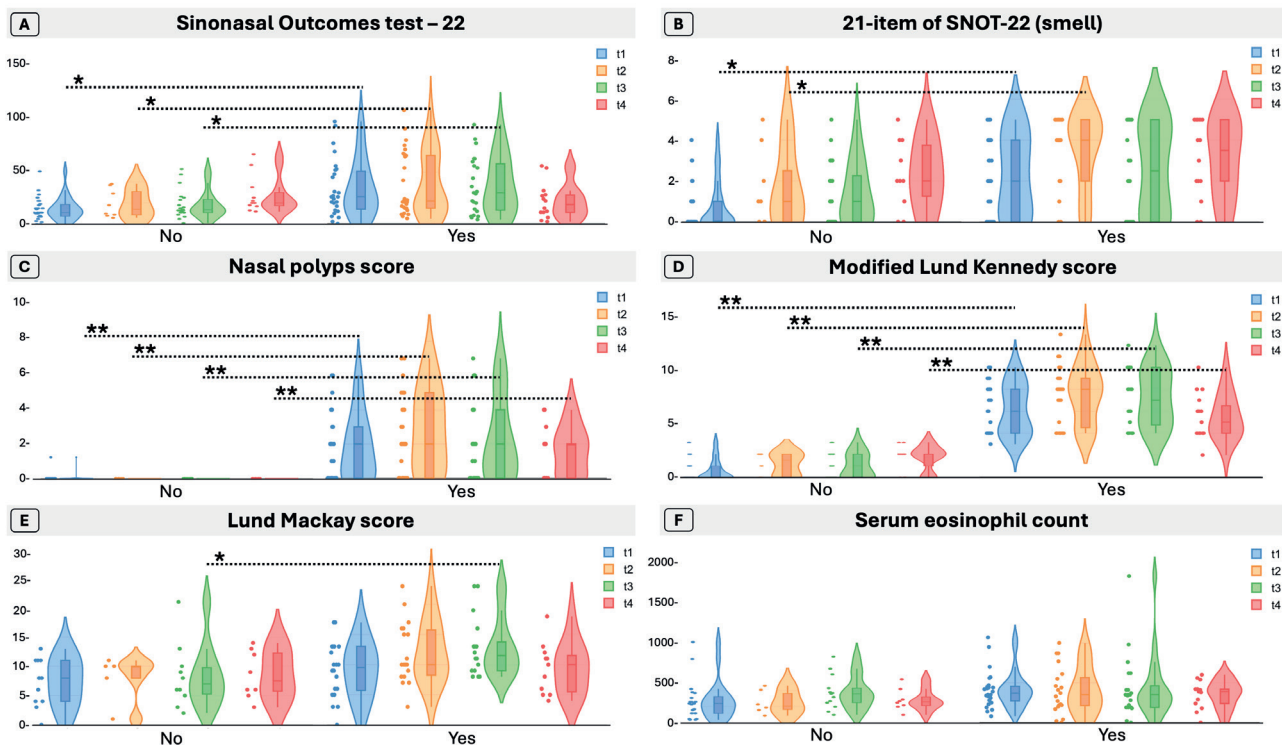 A Sinonasal Outcomes test – 22
150-
100-
50-
0-
*
*
*
t1
t2
t3
t4
No Yes
B 21-item of SNOT-22 (smell)
8-
6-
4-
2-
0-
*
*
t1
t2
t3
t4
No Yes
C Nasal polyps score
10-
8-
6-
4-
2-
0-
**
**
**
**
t1
t2
t3
t4
No Yes
D Modified Lund Kennedy score
15-
10-
5-
0-
**
**
**
**
t1
t2
t3
t4
No Yes
E Lund Mackay score
30-
25-
20-
15-
10-
5-
0-
*
t1
t2
t3
t4
No Yes
F Serum eosinophil count
2000-
1500-
1000-
500-
0-
t1
t2
t3
t4
No Yes